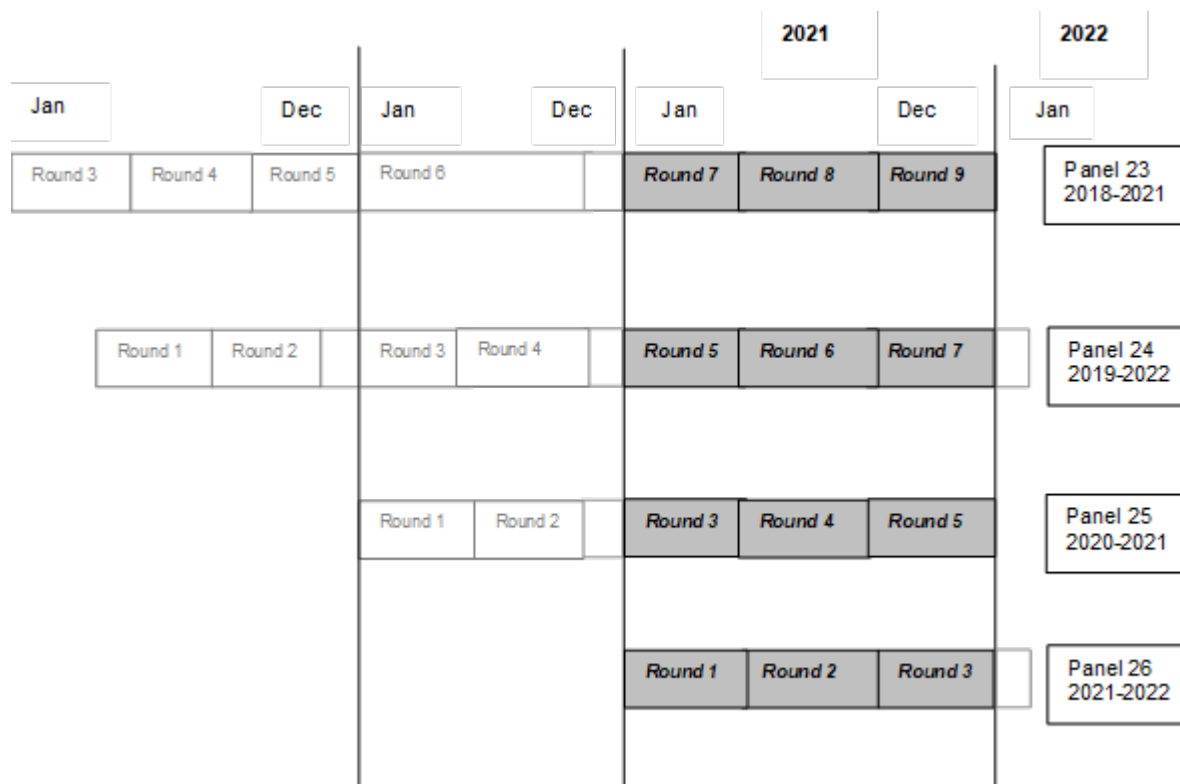 2021
2022
Jan
Dec
Jan
Dec
Jan
Dec
Jan
Round 3
Round 4
Round 5
Round 6
Round 7
Round 8
Round 9
Panel 23
2018-2021
Round 1
Round 2
Round 3
Round 4
Round 5
Round 6
Round 7
Panel 24
2019-2022
Round 1
Round 2
Round 3
Round 4
Round 5
Panel 25
2020-2021
Round 1
Round 2
Round 3
Panel 26
2021-2022